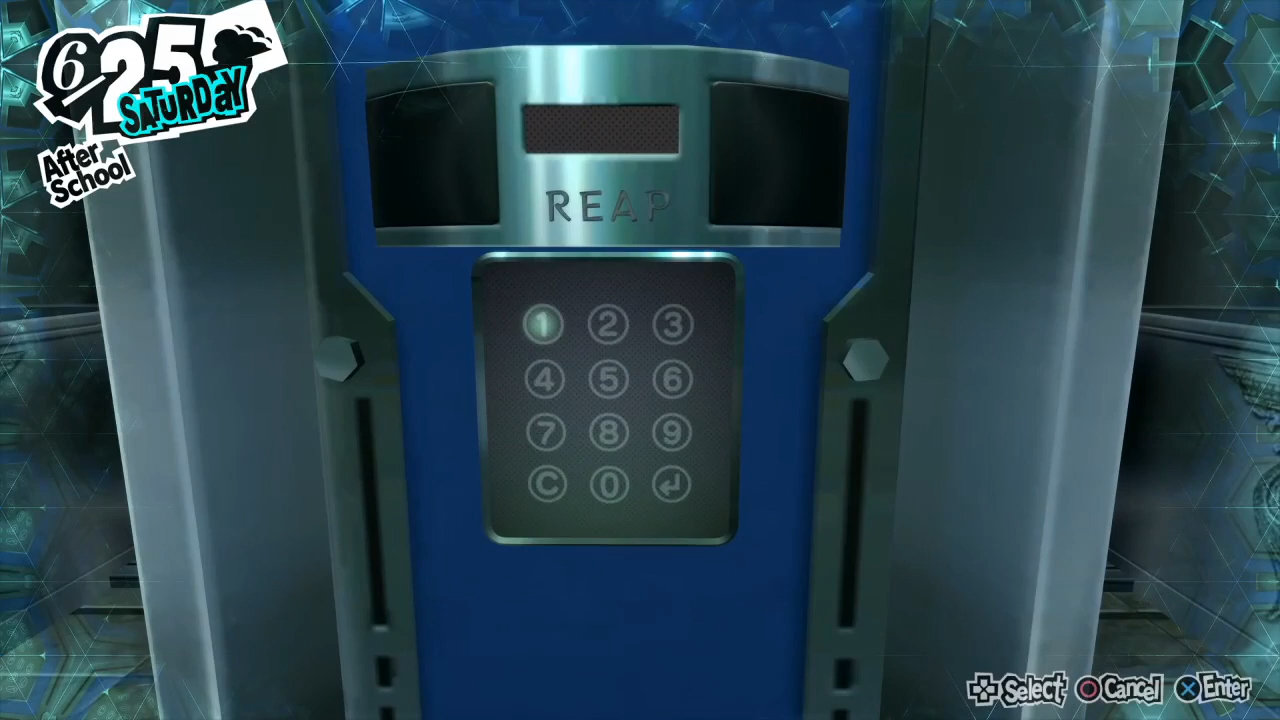 6/25
SATURDAY
After
School
REAP
1 2 3
4 5 6
7 8 9
C 0 ↵
Select Cancel Enter